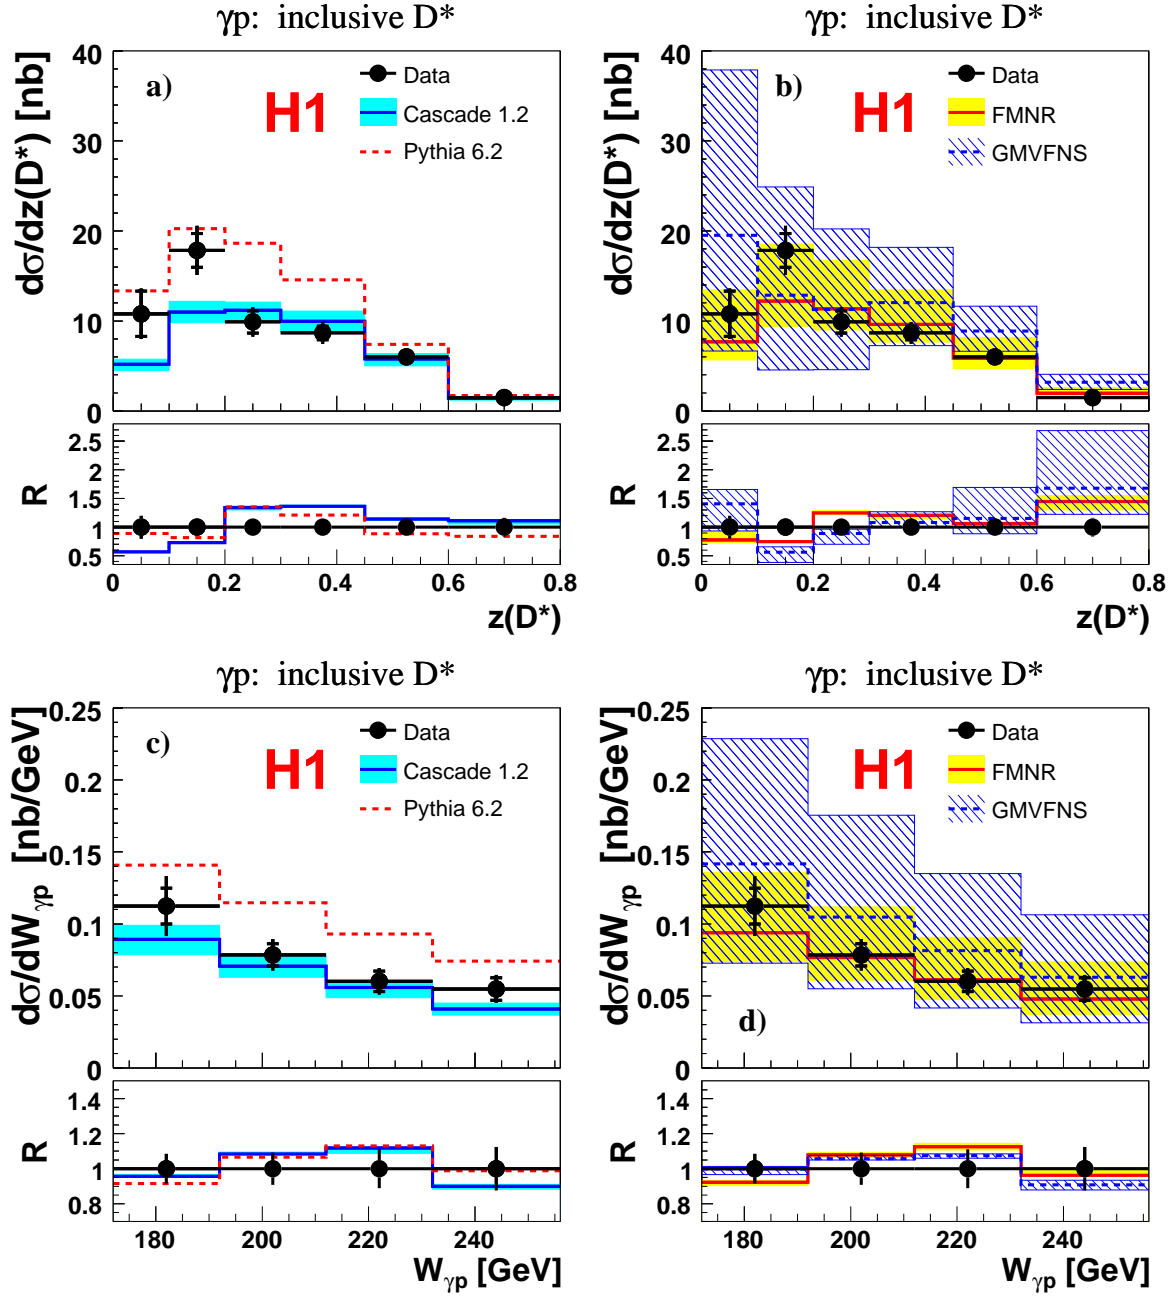 γp: inclusive D*
a)
H1
Data
Cascade 1.2
Pythia 6.2
dσ/dz(D*) [nb]
40
30
20
10
0
R
2.5
2
1.5
1
0.5
0 0.2 0.4 0.6 0.8
z(D*)
γp: inclusive D*
b)
H1
Data
FMNR
GMVFNS
dσ/dz(D*) [nb]
40
30
20
10
0
R
2.5
2
1.5
1
0.5
0 0.2 0.4 0.6 0.8
z(D*)
γp: inclusive D*
c)
H1
Data
Cascade 1.2
Pythia 6.2
dσ/dWγp [nb/GeV]
0.25
0.2
0.15
0.1
0.05
0
R
1.4
1.2
1
0.8
180 200 220 240
Wγp [GeV]
γp: inclusive D*
H1
Data
FMNR
GMVFNS
d)
dσ/dWγp [nb/GeV]
0.25
0.2
0.15
0.1
0.05
0
R
1.4
1.2
1
0.8
180 200 220 240
Wγp [GeV]